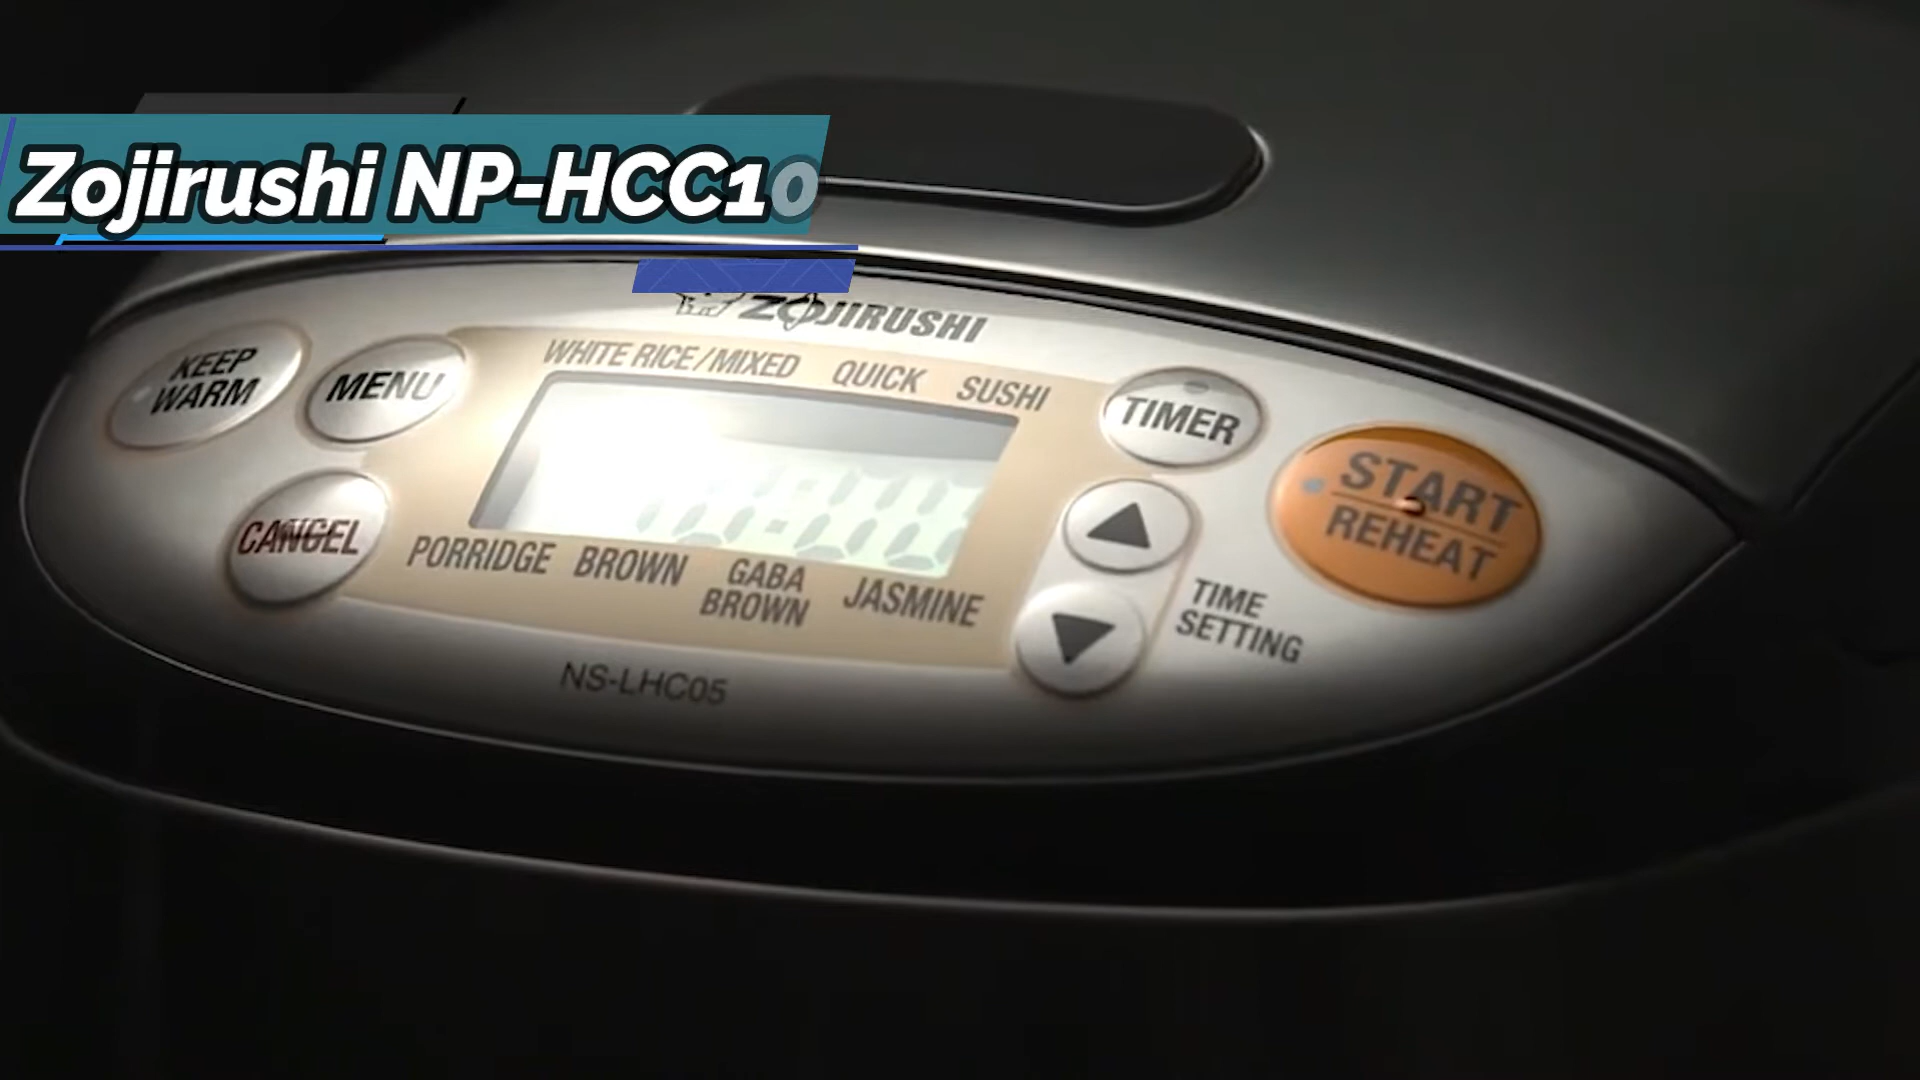 Zojirushi NP-HCC10
ZOJIRUSHI
WHITE RICE/MIXED QUICK SUSHI
KEEP
WARM
MENU
TIMER
START
REHEAT
CANCEL
PORRIDGE BROWN GABA
BROWN JASMINE
TIME
SETTING
NS-LHC05